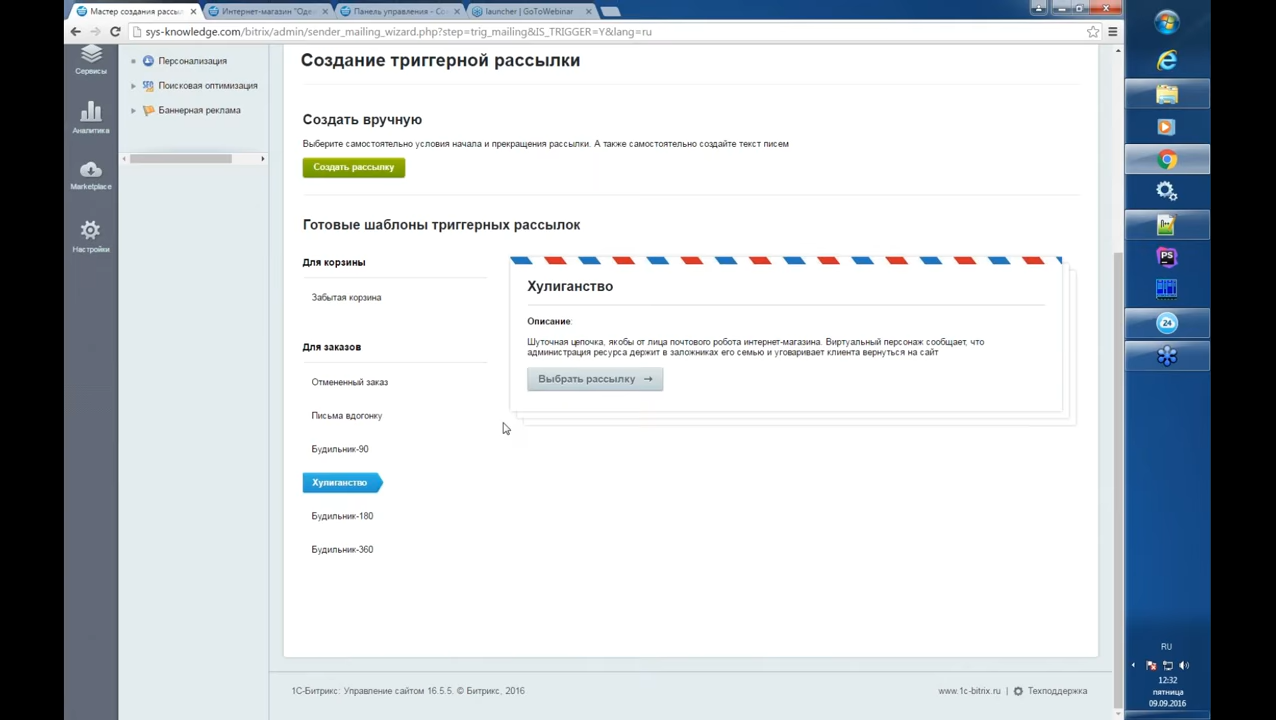 Мастер создания рассыл
Интернет-магазин "Оде
Панель управления - Со
launcher | GoToWebinar
sys-knowledge.com/bitrix/admin/sender_mailing_wizard.php?step=trig_mailing&IS_TRIGGER=Y&lang=ru
Сервисы
Аналитика
Marketplace
Настройки
Персонализация
Поисковая оптимизация
Баннерная реклама
Создание триггерной рассылки
Создать вручную
Выберите самостоятельно условия начала и прекращения рассылки. А также самостоятельно создайте текст писем
Создать рассылку
Готовые шаблоны триггерных рассылок
Для корзины
Забытая корзина
Для заказов
Отмененный заказ
Письма вдогонку
Будильник-90
Хулиганство
Будильник-180
Будильник-360
Хулиганство
Описание:
Шуточная цепочка, якобы от лица почтового робота интернет-магазина. Виртуальный персонаж сообщает, что
администрация ресурса держит в заложниках его семью и уговаривает клиента вернуться на сайт
Выбрать рассылку →
1С-Битрикс: Управление сайтом 16.5.5. © Битрикс, 2016
www.1c-bitrix.ru | Техподдержка
PS
24
RU
12:32
пятница
09.09.2016